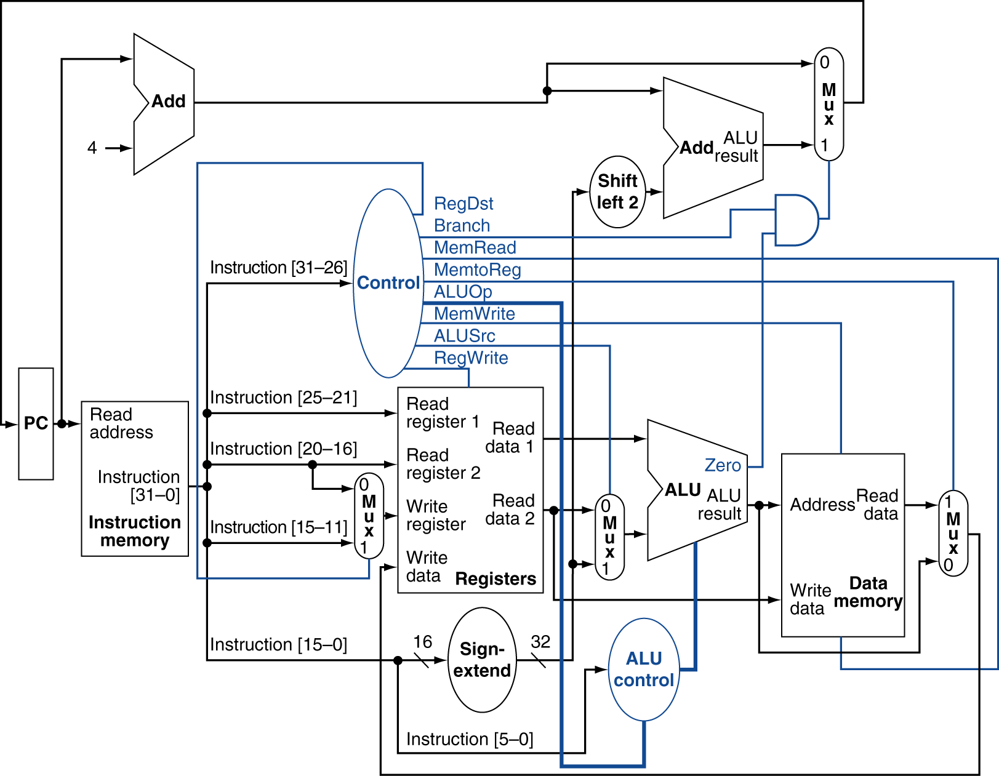 0
M
u
x
1
Add
ALU
result
Add
4
Shift
left 2
RegDst
Branch
MemRead
MemtoReg
ALUOp
MemWrite
ALUSrc
RegWrite
Control
Instruction [31–26]
Instruction [25–21]
Instruction [20–16]
Instruction [15–11]
Instruction [15–0]
Instruction [5–0]
PC
Read
address
Instruction
[31–0]
Instruction
memory
0
M
u
x
1
Read
register 1
Read
register 2
Write
register
Write
data
Read
data 1
Read
data 2
Registers
0
M
u
x
1
Zero
ALU
ALU
result
Address
Read
data
Write
data
Data
memory
1
M
u
x
0
16
Sign-
extend
32
ALU
control